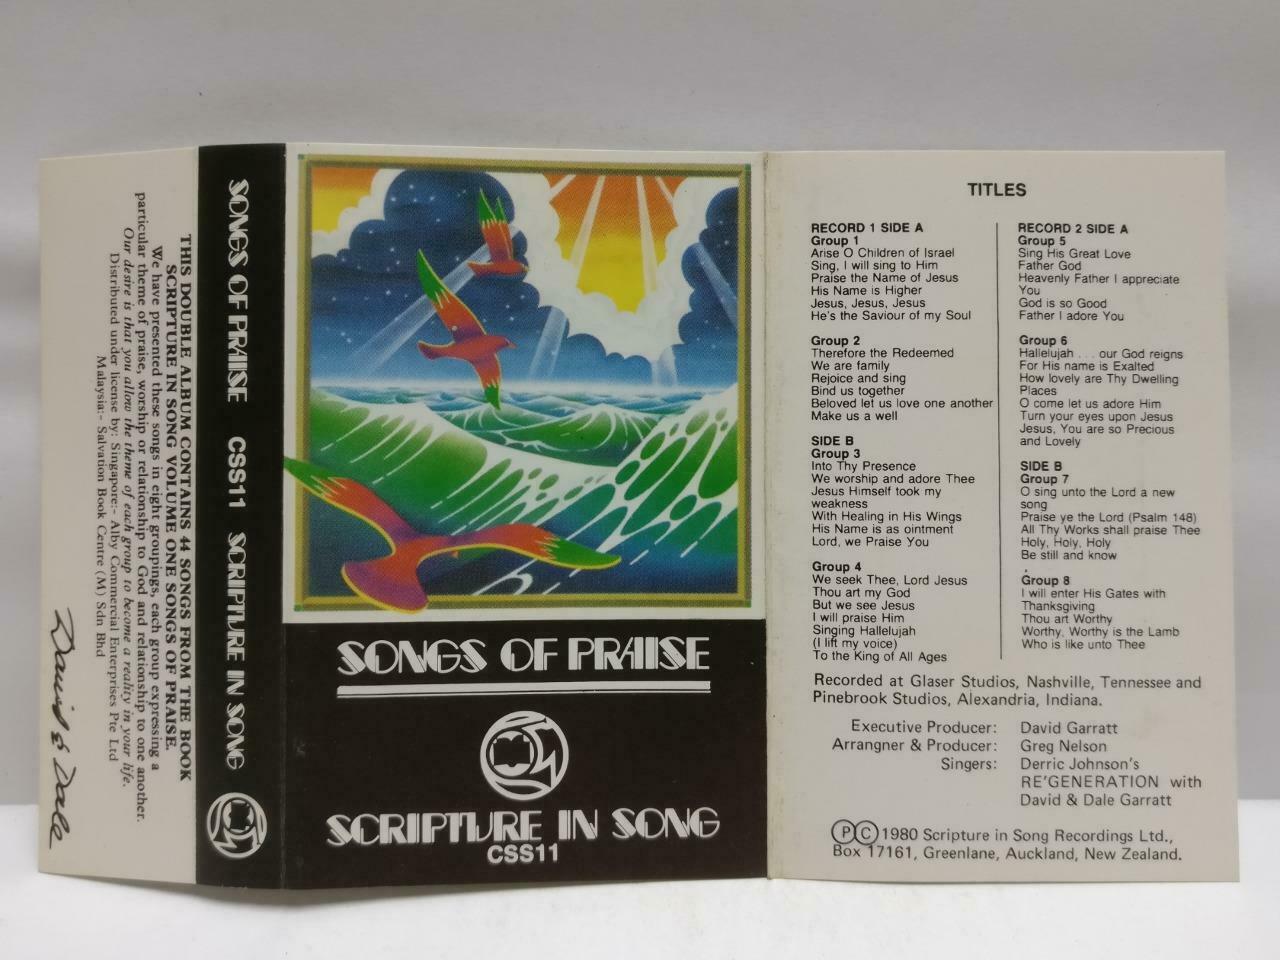 THIS DOUBLE ALBUM CONTAINS 44 SONGS FROM THE BOOK
SCRIPTURE IN SONG VOLUME ONE SONGS OF PRAISE.
We have presented these songs in eight groupings, each group expressing a
particular theme of praise, worship or relationship to God and relationship to one another.
Our desire is that you allow the theme of each group to become a reality in your life.
Distributed under license by: Singapore:- Alby Commercial Enterprises Pte Ltd
Malaysia:- Salvation Book Centre (M) Sdn Bhd
David & Dale
SONGS OF PRAISE CSS11 SCRIPTURE IN SONG
SONGS OF PRAISE
SCRIPTURE IN SONG
CSS11
TITLES
RECORD 1 SIDE A
Group 1
Arise O Children of Israel
Sing, I will sing to Him
Praise the Name of Jesus
His Name is Higher
Jesus, Jesus, Jesus
He's the Saviour of my Soul
Group 2
Therefore the Redeemed
We are family
Rejoice and sing
Bind us together
Beloved let us love one another
Make us a well
SIDE B
Group 3
Into Thy Presence
We worship and adore Thee
Jesus Himself took my
weakness
With Healing in His Wings
His Name is as ointment
Lord, we Praise You
Group 4
We seek Thee, Lord Jesus
Thou art my God
But we see Jesus
I will praise Him
Singing Hallelujah
(I lift my voice)
To the King of All Ages
RECORD 2 SIDE A
Group 5
Sing His Great Love
Father God
Heavenly Father I appreciate
You
God is so Good
Father I adore You
Group 6
Hallelujah . . . our God reigns
For His name is Exalted
How lovely are Thy Dwelling
Places
O come let us adore Him
Turn your eyes upon Jesus
Jesus, You are so Precious
and Lovely
SIDE B
Group 7
O sing unto the Lord a new
song
Praise ye the Lord (Psalm 148)
All Thy Works shall praise Thee
Holy, Holy, Holy
Be still and know
Group 8
I will enter His Gates with
Thanksgiving
Thou art Worthy
Worthy, Worthy is the Lamb
Who is like unto Thee
Recorded at Glaser Studios, Nashville, Tennessee and
Pinebrook Studios, Alexandria, Indiana.
Executive Producer: David Garratt
Arrangner & Producer: Greg Nelson
Singers: Derric Johnson's
RE'GENERATION with
David & Dale Garratt
Ⓟ©1980 Scripture in Song Recordings Ltd.,
Box 17161, Greenlane, Auckland, New Zealand.